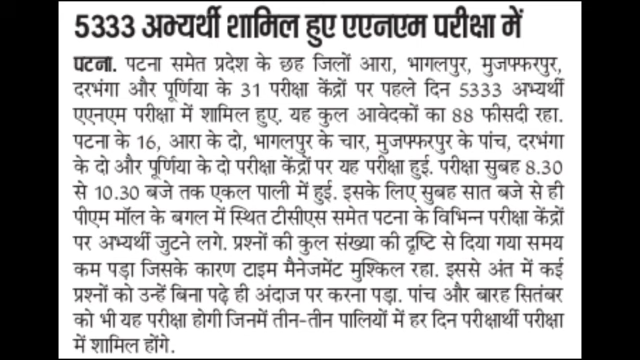 5333 अभ्यर्थी शामिल हुए एएनएम परीक्षा में
पटना. पटना समेत प्रदेश के छह जिलों आरा, भागलपुर, मुजफ्फरपुर,
दरभंगा और पूर्णिया के 31 परीक्षा केंद्रों पर पहले दिन 5333 अभ्यर्थी
एएनएम परीक्षा में शामिल हुए. यह कुल आवेदकों का 88 फीसदी रहा.
पटना के 16, आरा के दो, भागलपुर के चार, मुजफ्फरपुर के पांच, दरभंगा
के दो और पूर्णिया के दो परीक्षा केंद्रों पर यह परीक्षा हुई. परीक्षा सुबह 8.30
से 10.30 बजे तक एकल पाली में हुई. इसके लिए सुबह सात बजे से ही
पीएम मॉल के बगल में स्थित टीसीएस समेत पटना के विभिन्न परीक्षा केंद्रों
पर अभ्यर्थी जुटने लगे. प्रश्नों की कुल संख्या की दृष्टि से दिया गया समय
कम पड़ा जिसके कारण टाइम मैनेजमेंट मुश्किल रहा. इससे अंत में कई
प्रश्नों को उन्हें बिना पढ़े ही अंदाज पर करना पड़ा. पांच और बारह सितंबर
को भी यह परीक्षा होगी जिनमें तीन-तीन पालियों में हर दिन परीक्षार्थी परीक्षा
में शामिल होंगे.